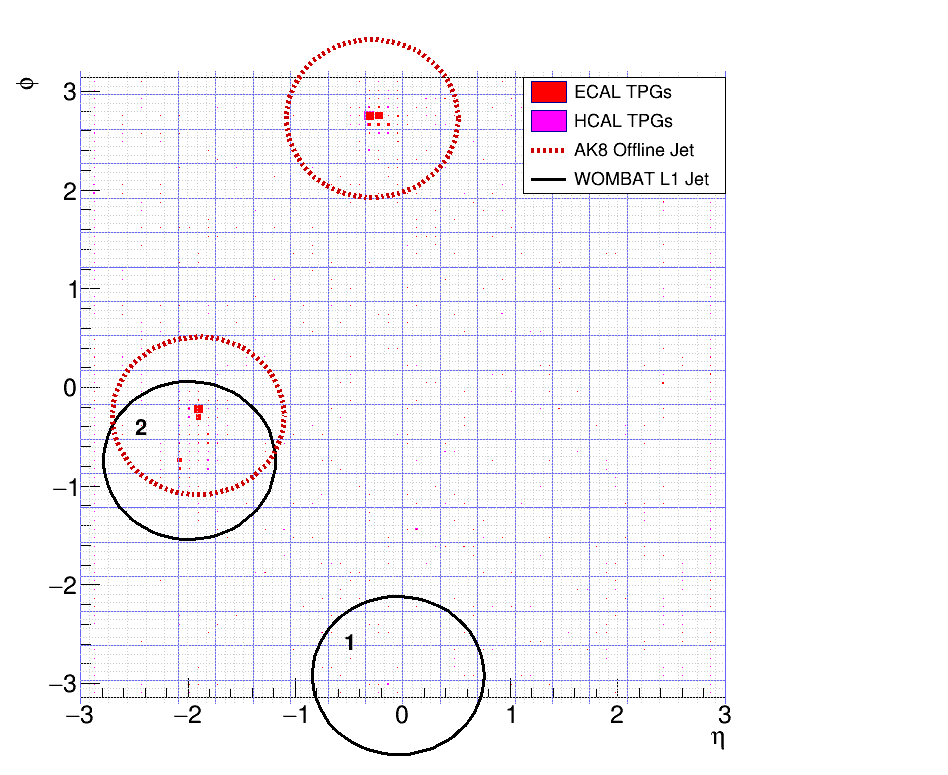 ϕ
3
2
1
0
−1
−2
−3
ECAL TPGs
HCAL TPGs
AK8 Offline Jet
WOMBAT L1 Jet
2
1
−3 −2 −1 0 1 2 3
η